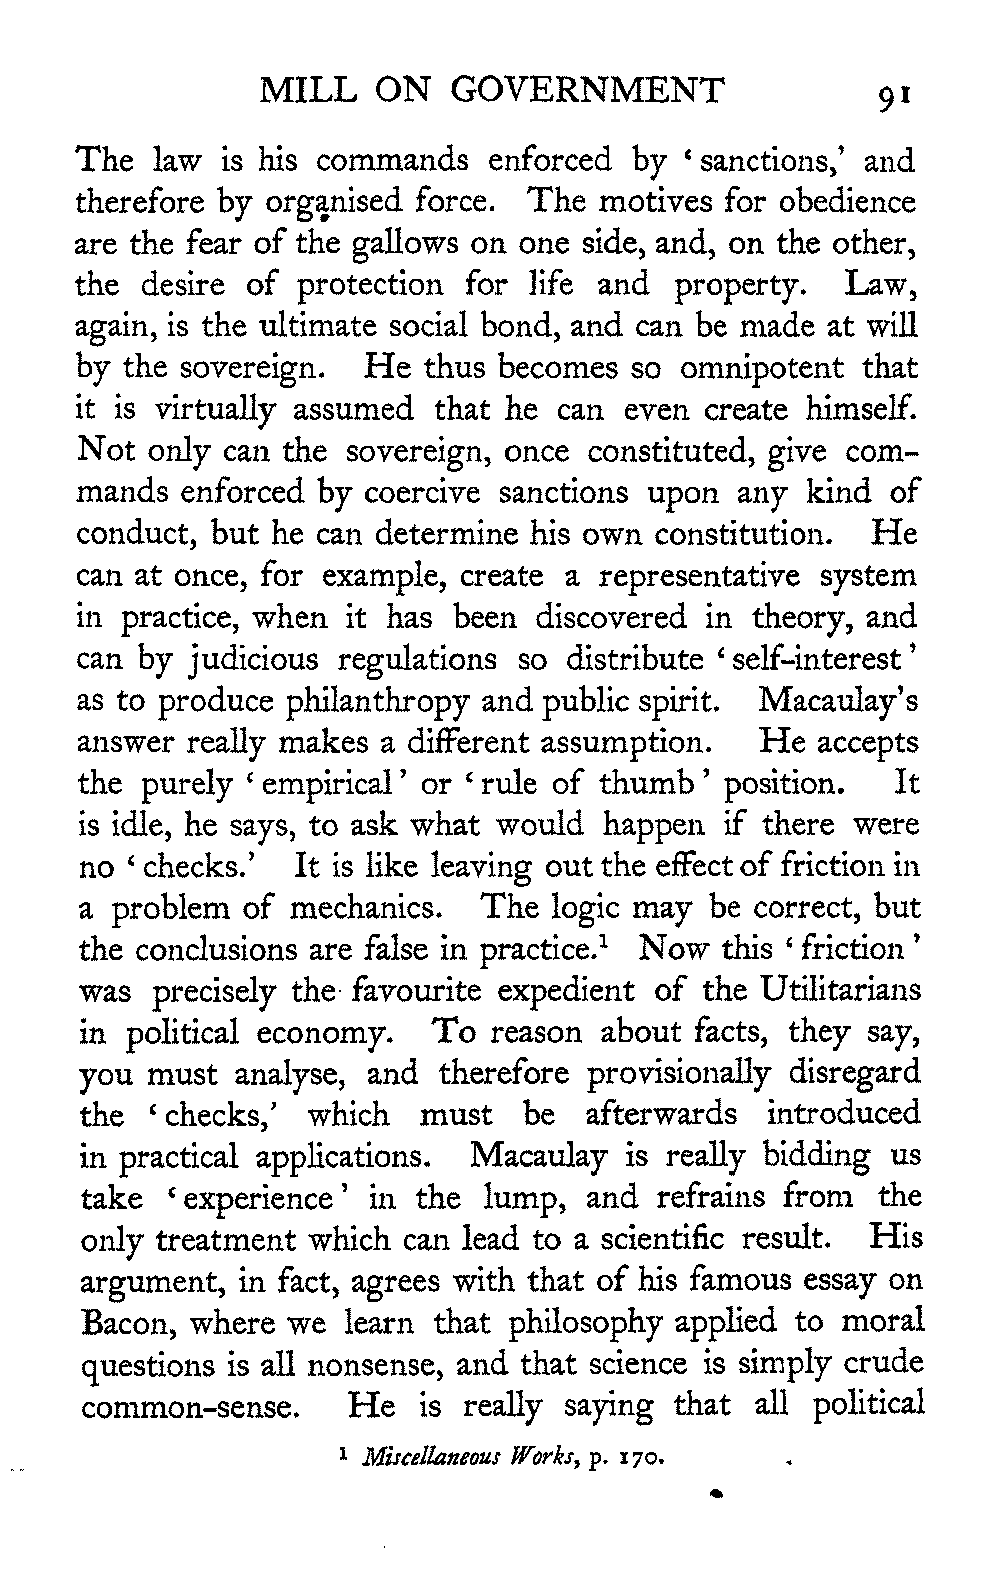 MILL ON GOVERNMENT 91
The law is his commands enforced by ‘sanctions,’ and
therefore by organised force. The motives for obedience
are the fear of the gallows on one side, and, on the other,
the desire of protection for life and property. Law,
again, is the ultimate social bond, and can be made at will
by the sovereign. He thus becomes so omnipotent that
it is virtually assumed that he can even create himself.
Not only can the sovereign, once constituted, give com-
mands enforced by coercive sanctions upon any kind of
conduct, but he can determine his own constitution. He
can at once, for example, create a representative system
in practice, when it has been discovered in theory, and
can by judicious regulations so distribute ‘self-interest’
as to produce philanthropy and public spirit. Macaulay's
answer really makes a different assumption. He accepts
the purely ‘empirical’ or ‘rule of thumb’ position. It
is idle, he says, to ask what would happen if there were
no ‘checks.’ It is like leaving out the effect of friction in
a problem of mechanics. The logic may be correct, but
the conclusions are false in practice.¹ Now this ‘friction’
was precisely the favourite expedient of the Utilitarians
in political economy. To reason about facts, they say,
you must analyse, and therefore provisionally disregard
the ‘checks,’ which must be afterwards introduced
in practical applications. Macaulay is really bidding us
take ‘experience’ in the lump, and refrains from the
only treatment which can lead to a scientific result. His
argument, in fact, agrees with that of his famous essay on
Bacon, where we learn that philosophy applied to moral
questions is all nonsense, and that science is simply crude
common-sense. He is really saying that all political
¹ Miscellaneous Works, p. 170.